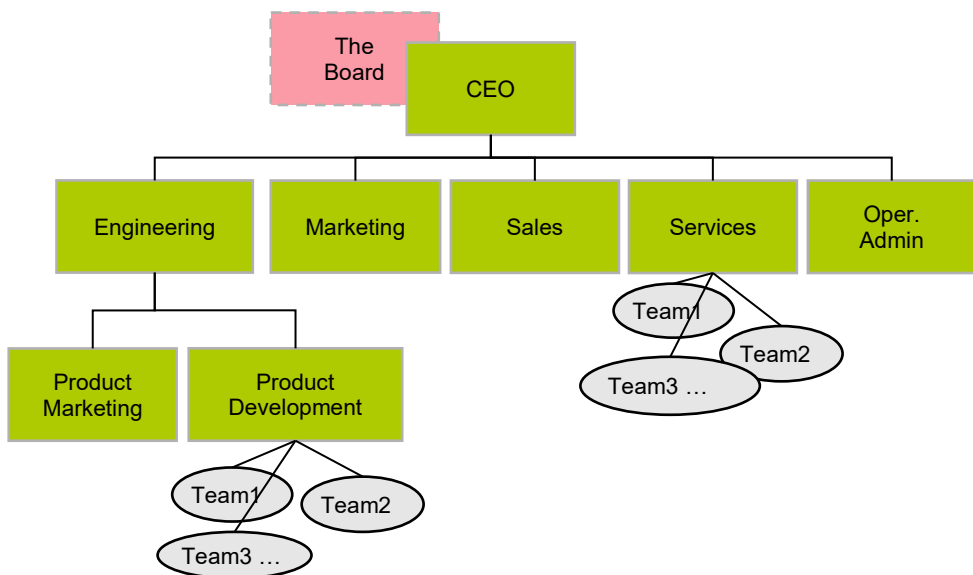 The
Board
CEO
Engineering
Marketing
Sales
Services
Oper.
Admin
Team1
Team2
Team3 …
Product
Marketing
Product
Development
Team1
Team2
Team3 …